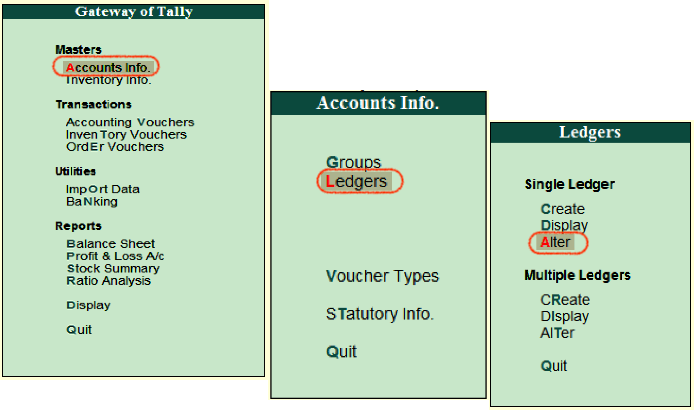 Gateway of Tally
Masters
Accounts Info.
Inventory Info.
Transactions
Accounting Vouchers
InvenTory Vouchers
OrdEr Vouchers
Utilities
ImpOrt Data
BaNking
Reports
Balance Sheet
Profit & Loss A/c
Stock Summary
Ratio Analysis
Display
Quit
Accounts Info.
Groups
Ledgers
Voucher Types
STatutory Info.
Quit
Ledgers
Single Ledger
Create
Display
Alter
Multiple Ledgers
CReate
DIsplay
AlTer
Quit